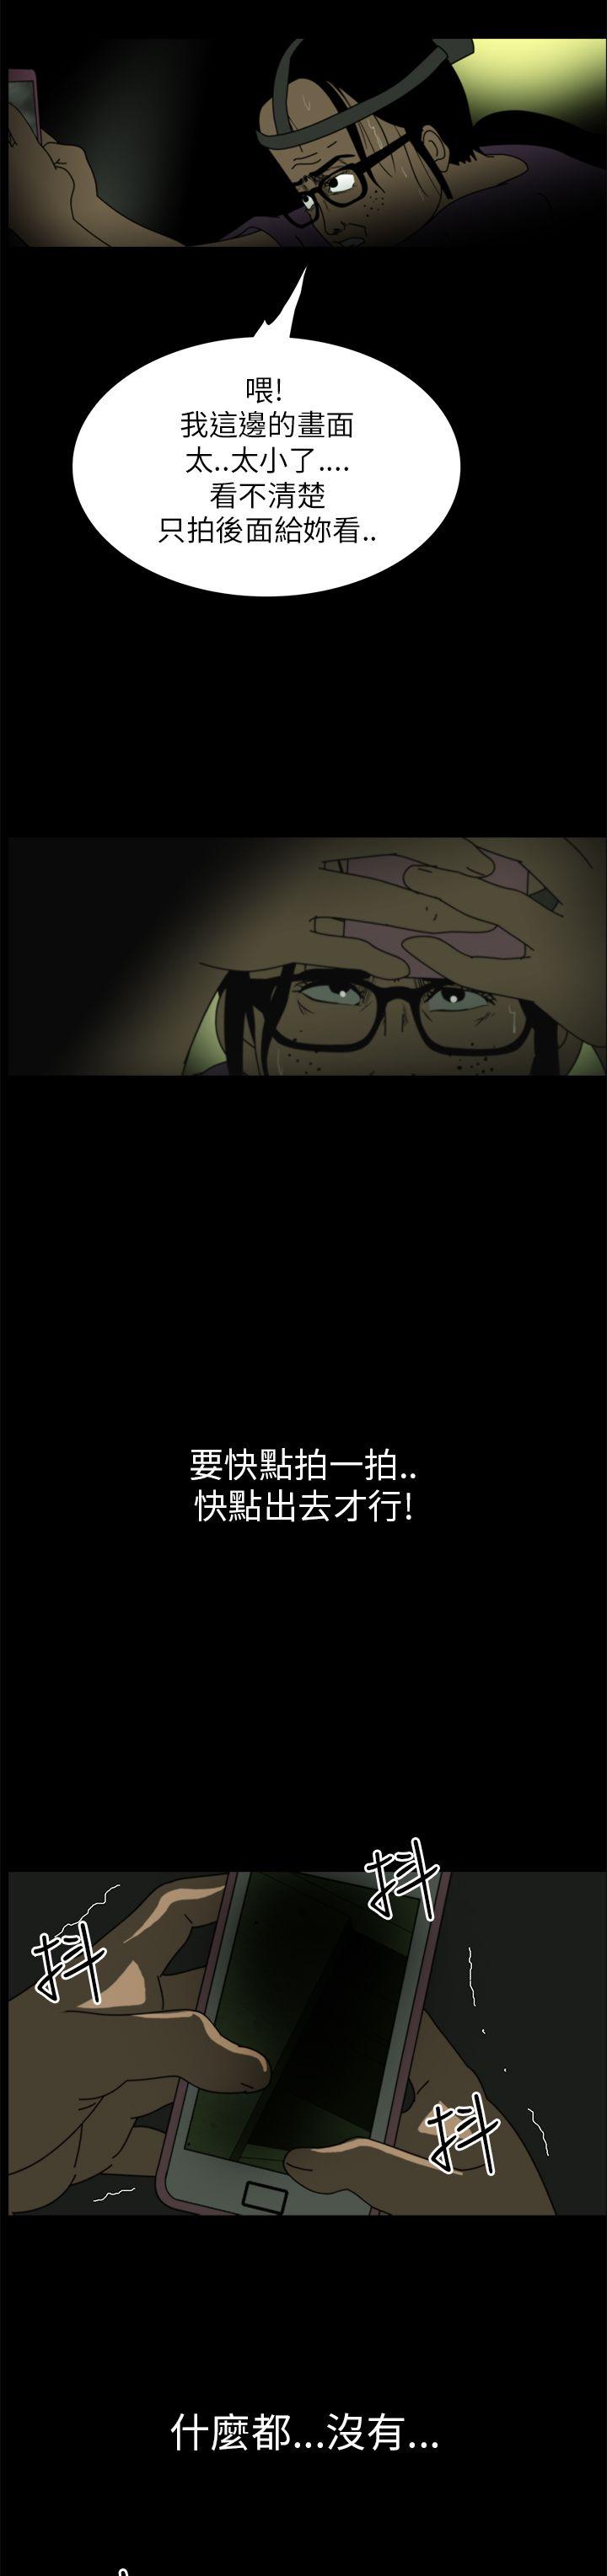 喂!
我這邊的畫面
太..太小了....
看不清楚
只拍後面給妳看..
要快點拍一拍..
快點出去才行!
抖
抖
抖
什麼都...沒有...